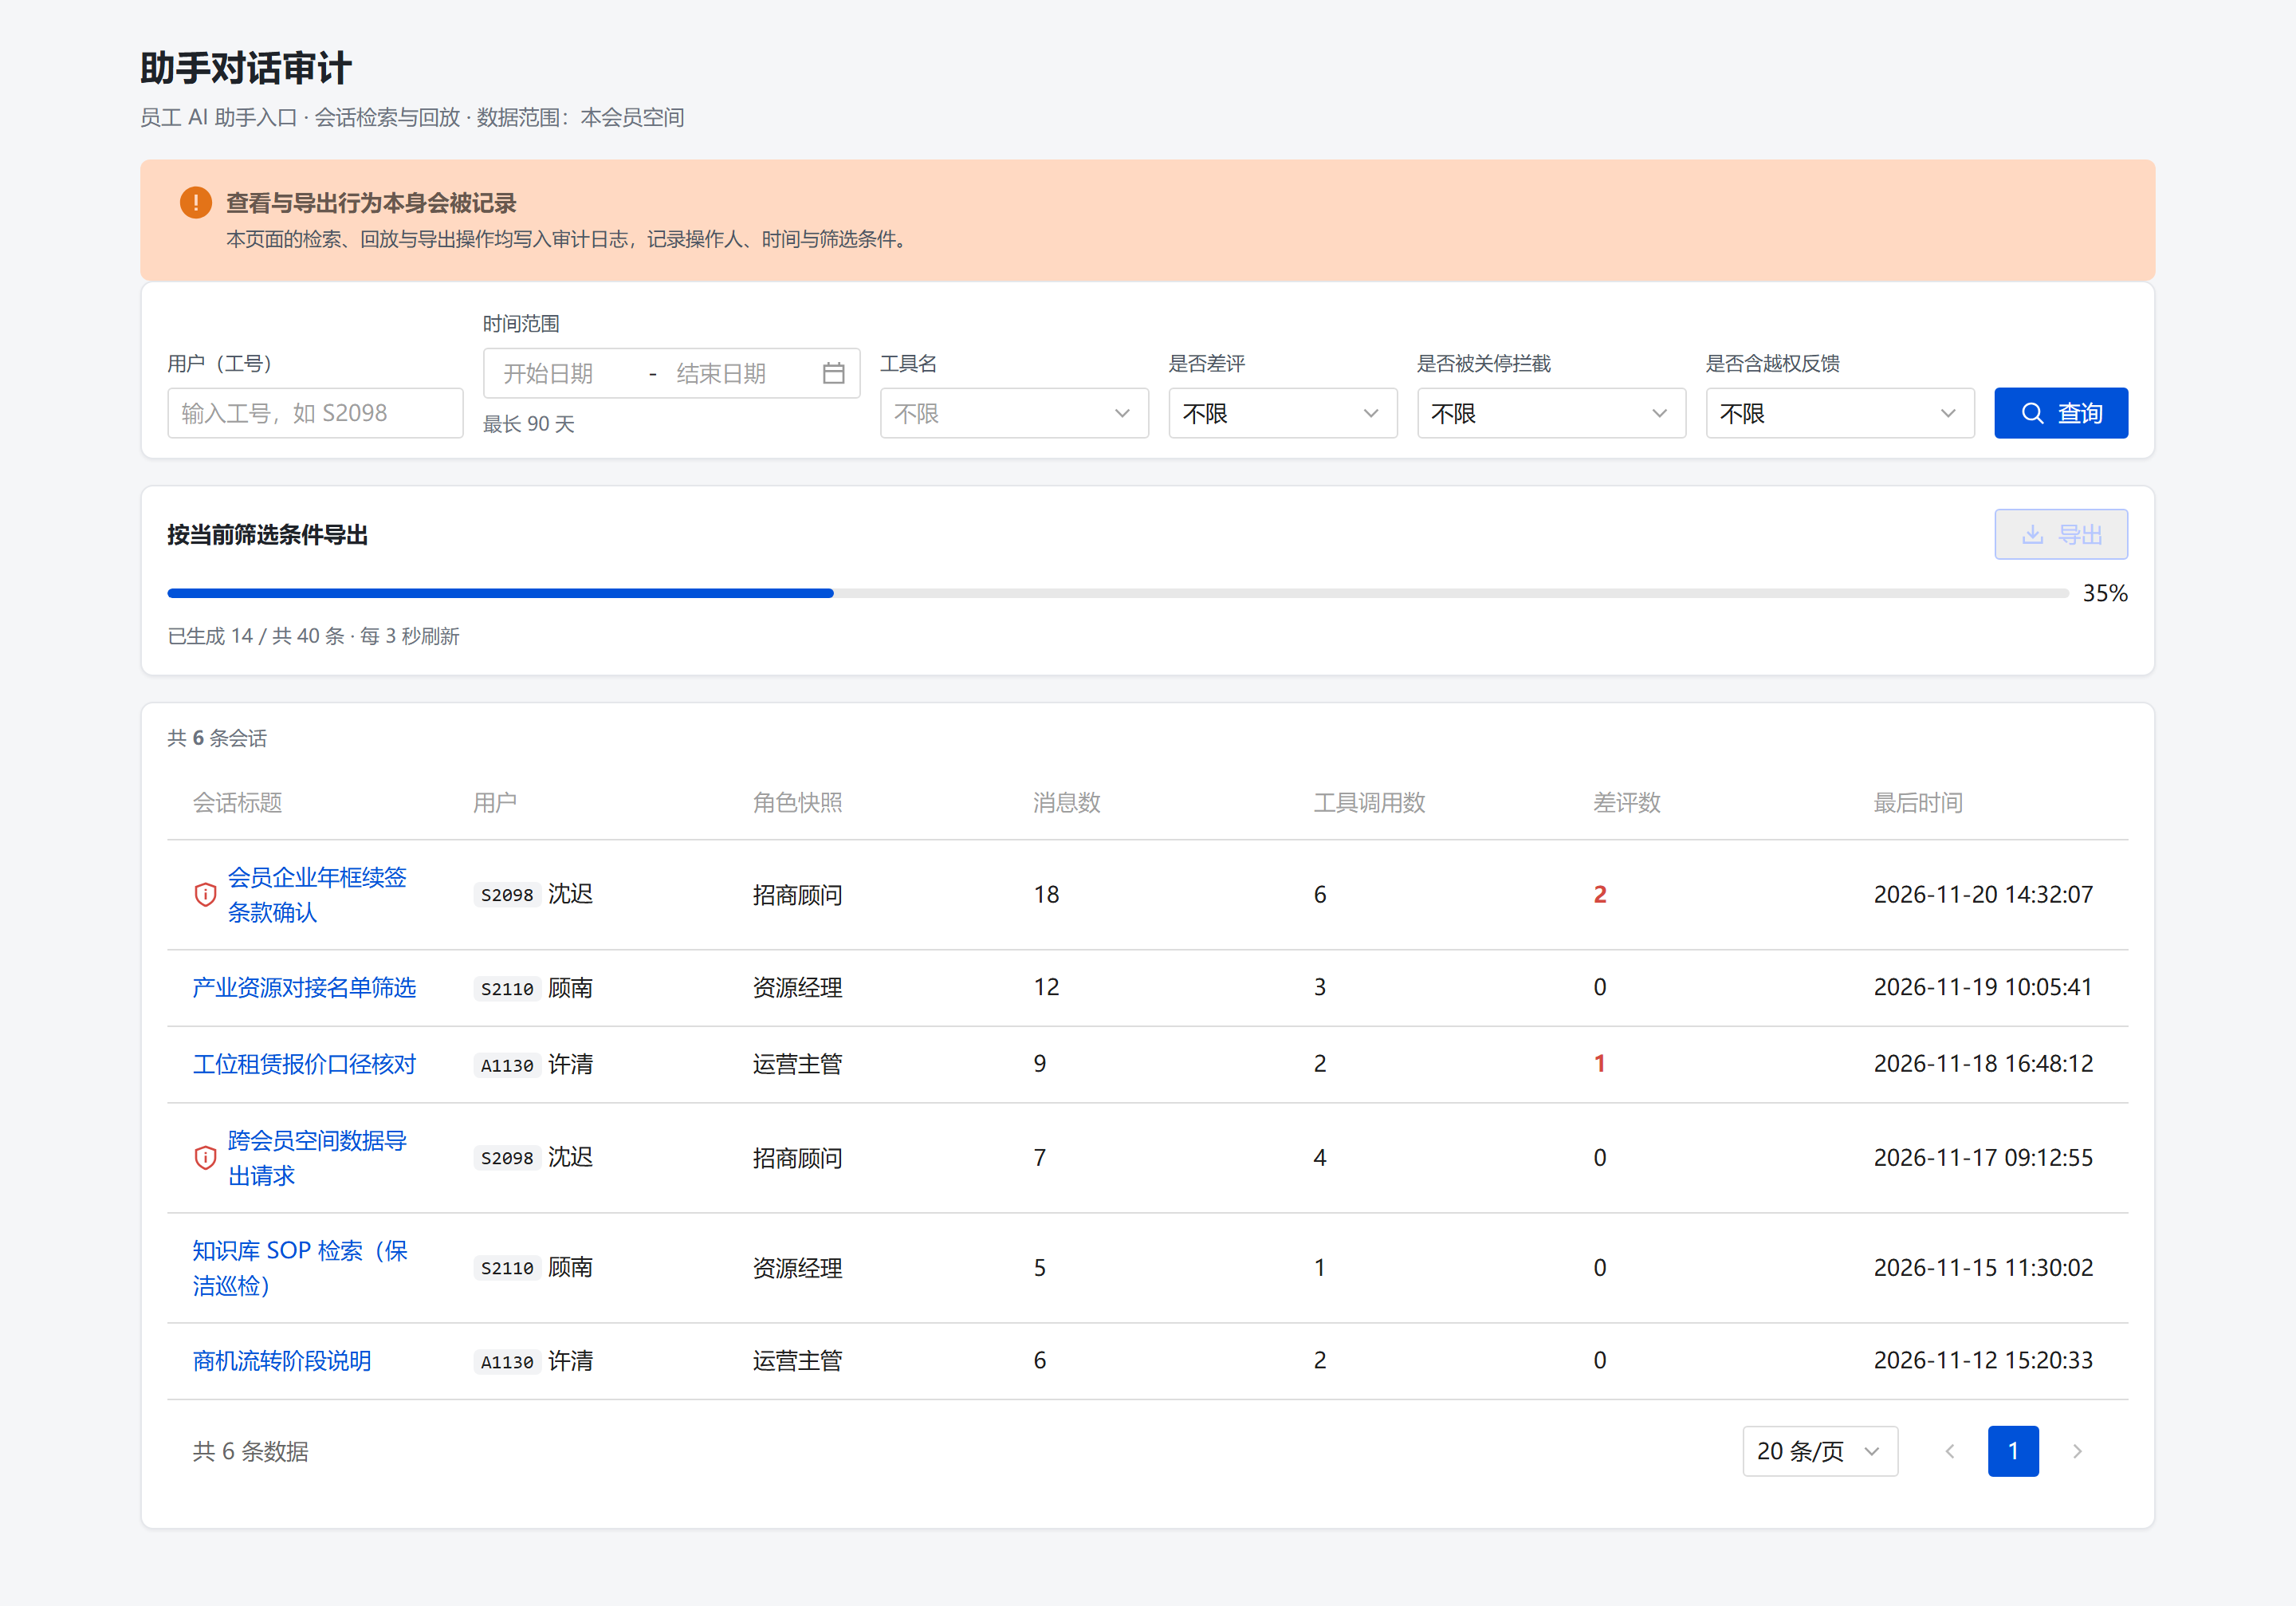 助手对话审计
员工 AI 助手入口 · 会话检索与回放 · 数据范围：本会员空间
查看与导出行为本身会被记录
本页面的检索、回放与导出操作均写入审计日志，记录操作人、时间与筛选条件。
用户（工号）
输入工号，如 S2098
时间范围
开始日期 - 结束日期
最长 90 天
工具名
不限
是否差评
不限
是否被关停拦截
不限
是否含越权反馈
不限
查询
按当前筛选条件导出
导出
35%
已生成 14 / 共 40 条 · 每 3 秒刷新
共 6 条会话
会话标题 用户 角色快照 消息数 工具调用数 差评数 最后时间
会员企业年框续签
条款确认
S2098 沈迟 招商顾问 18 6 2 2026-11-20 14:32:07
产业资源对接名单筛选 S2110 顾南 资源经理 12 3 0 2026-11-19 10:05:41
工位租赁报价口径核对 A1130 许清 运营主管 9 2 1 2026-11-18 16:48:12
跨会员空间数据导
出请求
S2098 沈迟 招商顾问 7 4 0 2026-11-17 09:12:55
知识库 SOP 检索（保
洁巡检）
S2110 顾南 资源经理 5 1 0 2026-11-15 11:30:02
商机流转阶段说明 A1130 许清 运营主管 6 2 0 2026-11-12 15:20:33
共 6 条数据
20 条/页
1